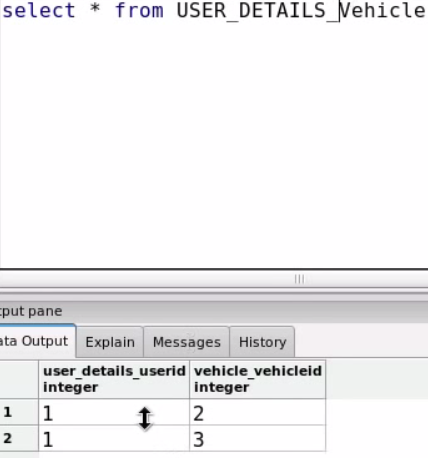 select * from USER_DETAILS_Vehicle
tput pane
ata Output Explain Messages History
user_details_userid vehicle_vehicleid
integer integer
1 1 2
2 1 3